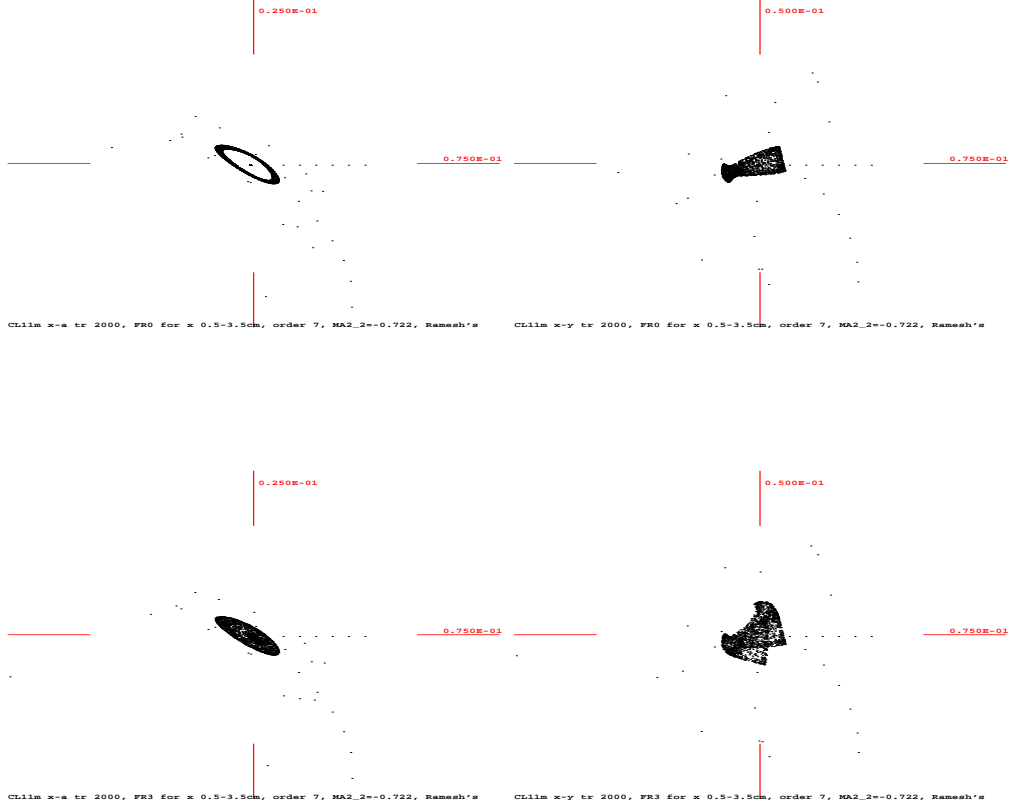 0.250E-01
0.500E-01
0.750E-01
0.750E-01
CL11m x-a tr 2000, FR0 for x 0.5-3.5cm, order 7, MA2_2=-0.722, Ramesh's
CL11m x-y tr 2000, FR0 for x 0.5-3.5cm, order 7, MA2_2=-0.722, Ramesh's
0.250E-01
0.500E-01
0.750E-01
0.750E-01
CL11m x-a tr 2000, FR3 for x 0.5-3.5cm, order 7, MA2_2=-0.722, Ramesh's
CL11m x-y tr 2000, FR3 for x 0.5-3.5cm, order 7, MA2_2=-0.722, Ramesh's